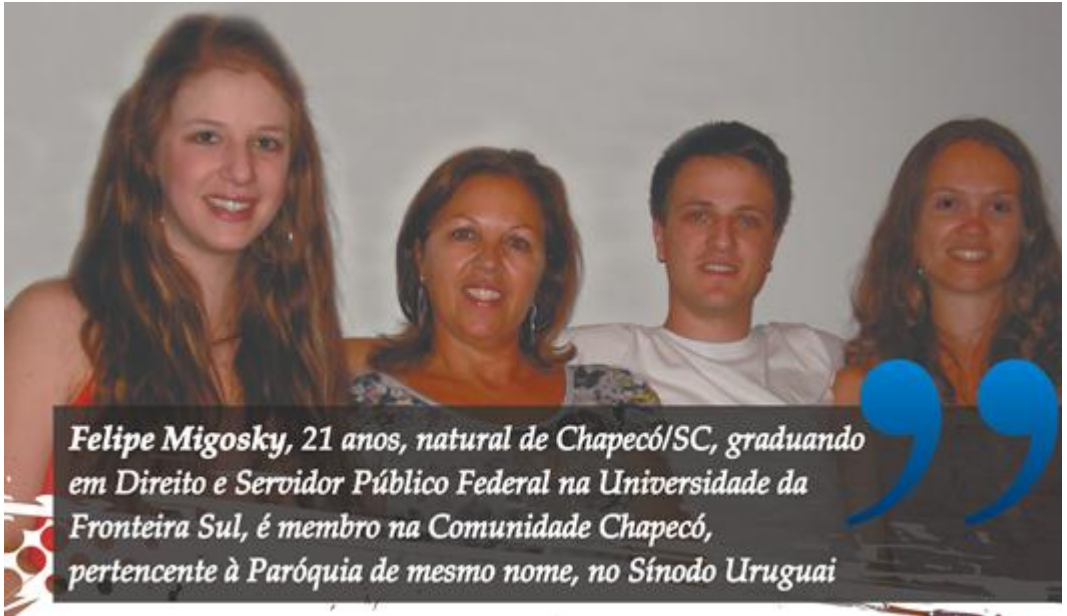 Felipe Migosky, 21 anos, natural de Chapecó/SC, graduando
em Direito e Servidor Público Federal na Universidade da
Fronteira Sul, é membro na Comunidade Chapecó,
pertencente à Paróquia de mesmo nome, no Sínodo Uruguai
”